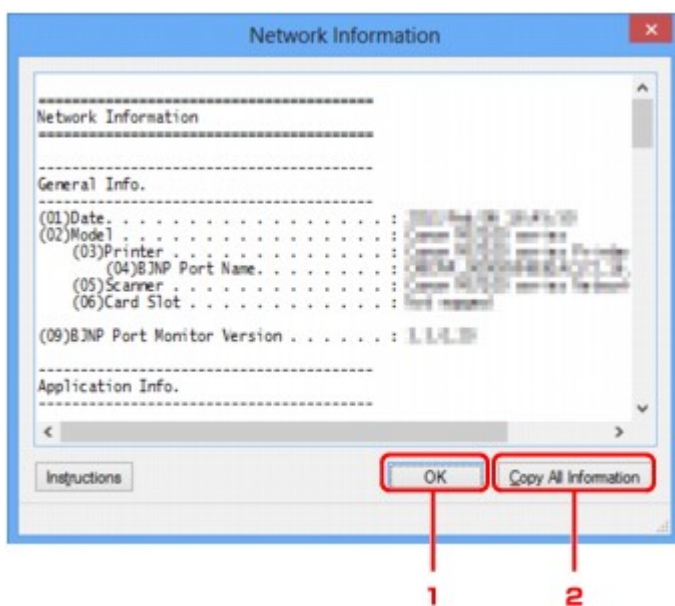 Network Information
========================================
Network Information
========================================
----------------------------------------
General Info.
----------------------------------------
(01)Date. . . . . . . . . . . . . . . . . :
(02)Model . . . . . . . . . . . . . . . . :
(03)Printer . . . . . . . . . . . . . :
(04)BJNP Port Name. . . . . . . . :
(05)Scanner . . . . . . . . . . . . . :
(06)Card Slot . . . . . . . . . . . . :
(09)BJNP Port Monitor Version . . . . . . :
----------------------------------------
Application Info.
----------------------------------------
Instructions OK Copy All Information
1 2